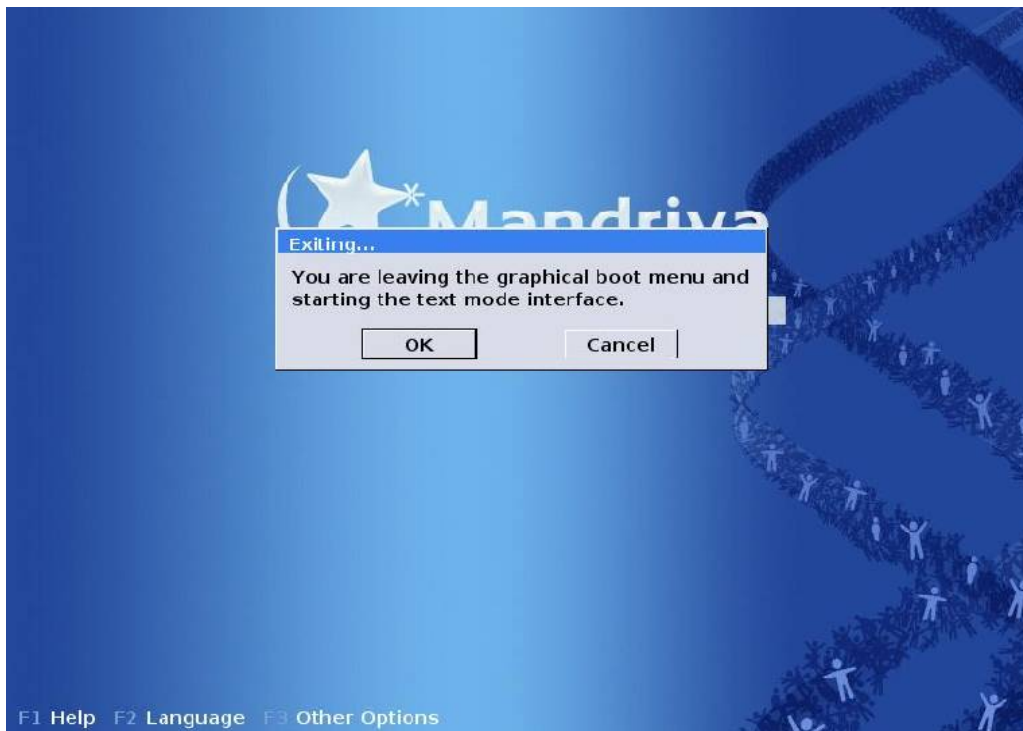 Mandriva
Exiting...
You are leaving the graphical boot menu and
starting the text mode interface.
OK
Cancel
F1 Help F2 Language F3 Other Options